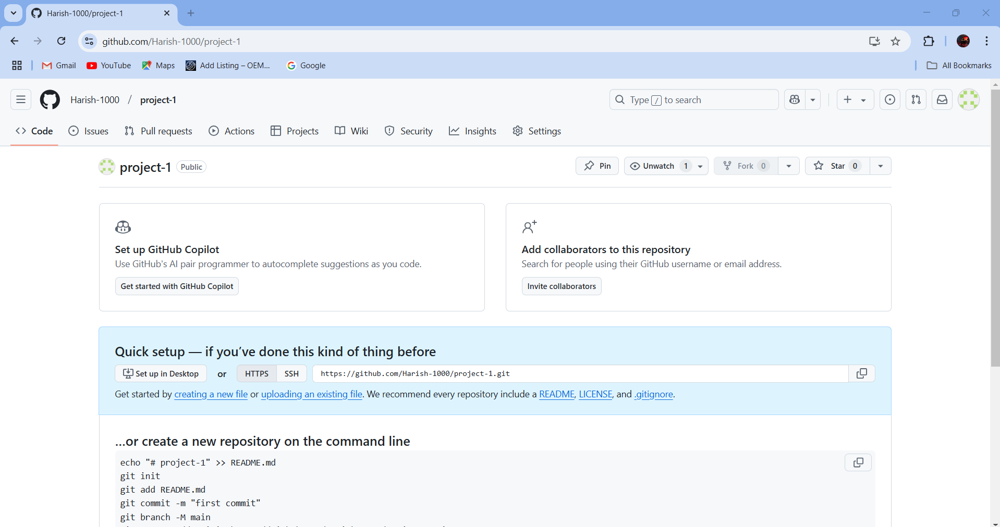 Harish-1000/project-1
github.com/Harish-1000/project-1
Gmail YouTube Maps Add Listing – OEM... Google All Bookmarks
Harish-1000 / project-1 Type / to search
Code Issues Pull requests Actions Projects Wiki Security Insights Settings
project-1 Public Pin Unwatch 1 Fork 0 Star 0
Set up GitHub Copilot
Use GitHub's AI pair programmer to autocomplete suggestions as you code.
Get started with GitHub Copilot
Add collaborators to this repository
Search for people using their GitHub username or email address.
Invite collaborators
Quick setup — if you’ve done this kind of thing before
Set up in Desktop or HTTPS SSH https://github.com/Harish-1000/project-1.git
Get started by creating a new file or uploading an existing file. We recommend every repository include a README, LICENSE, and .gitignore.
…or create a new repository on the command line
echo "# project-1" >> README.md
git init
git add README.md
git commit -m "first commit"
git branch -M main